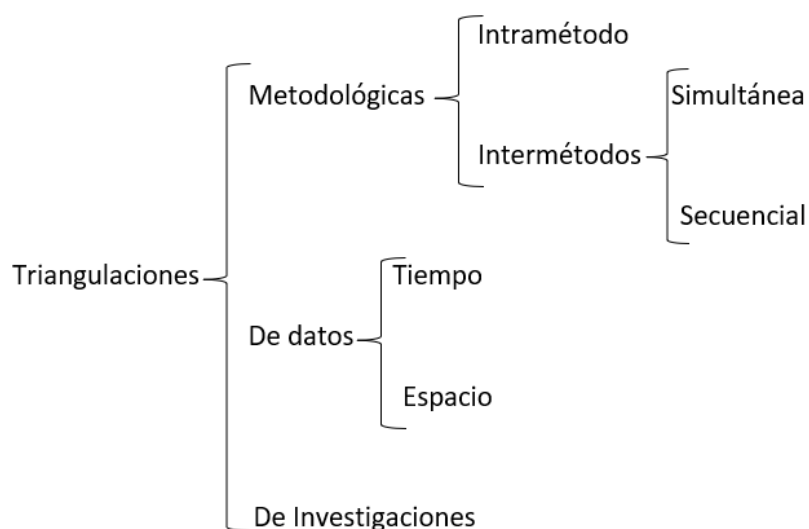 Intramétodo
Metodológicas
Simultánea
Intermétodos
Secuencial
Triangulaciones
Tiempo
De datos
Espacio
De Investigaciones